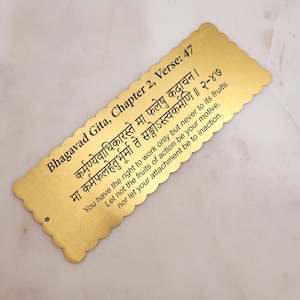 Bhagavad Gita, Chapter 2, Verse: 47
कर्मण्येवाधिकारस्ते मा फलेषु कदाचन ।
मा कर्मफलहेतुर्भूर्मा ते सङ्गोऽस्त्वकर्मणि ॥ २-४७
You have the right to work only but never to its fruits.
Let not the fruits of action be your motive,
nor let your attachment be to inaction.